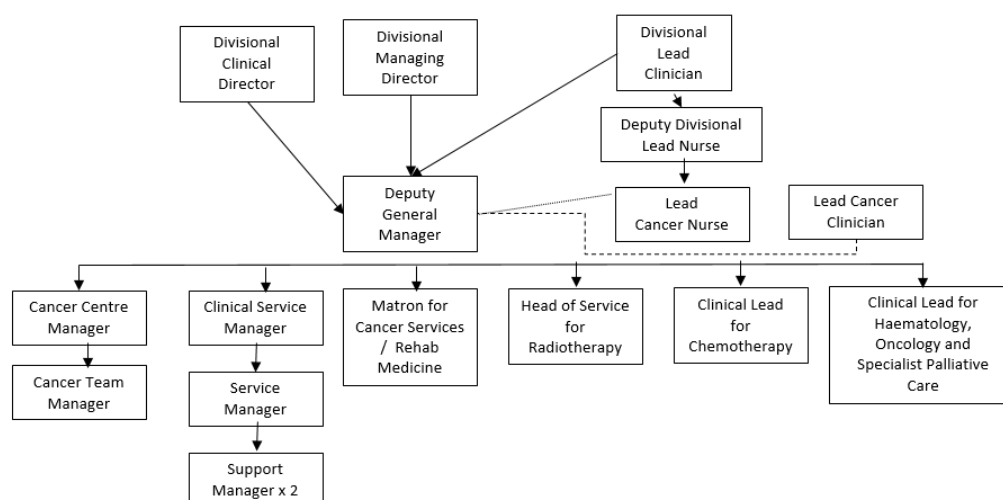 Divisional
Clinical
Director
Divisional
Managing
Director
Divisional
Lead
Clinician
Deputy Divisional
Lead Nurse
Deputy
General
Manager
Lead
Cancer Nurse
Lead Cancer
Clinician
Cancer Centre
Manager
Clinical Service
Manager
Matron for
Cancer Services
/ Rehab
Medicine
Head of Service
for
Radiotherapy
Clinical Lead
for
Chemotherapy
Clinical Lead for
Haematology,
Oncology and
Specialist Palliative
Care
Cancer Team
Manager
Service
Manager
Support
Manager x 2